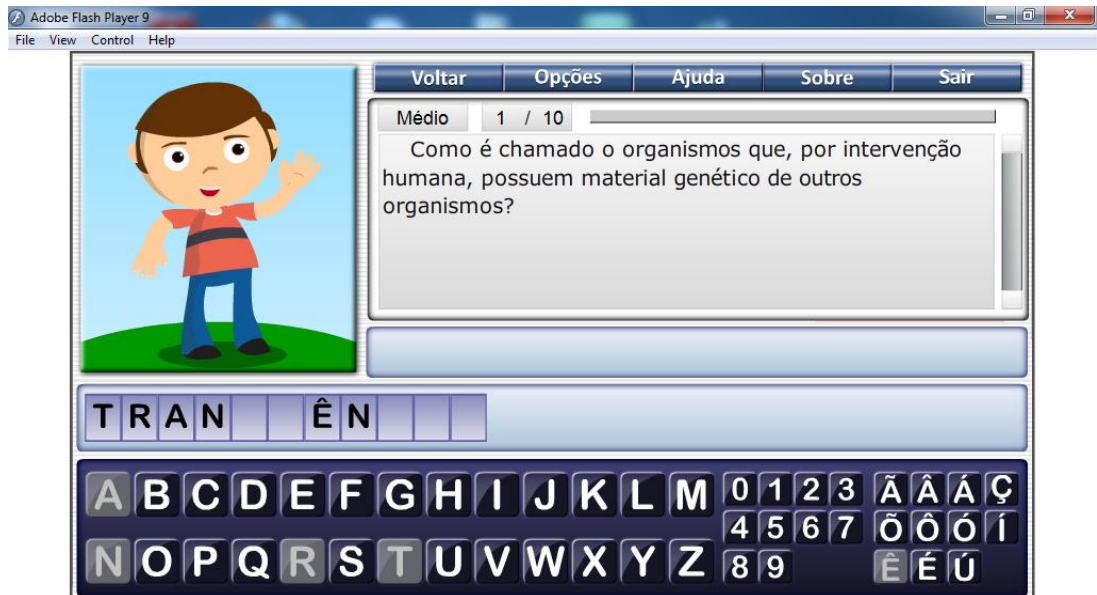 Adobe Flash Player 9
File View Control Help
Voltar Opções Ajuda Sobre Sair
Médio 1 / 10
Como é chamado o organismos que, por intervenção
humana, possuem material genético de outros
organismos?
T R A N Ê N
A B C D E F G H I J K L M 0 1 2 3 Ã Â Á Ç
4 5 6 7 Õ Ô Ó Í
N O P Q R S T U V W X Y Z 8 9 Ê É Ú